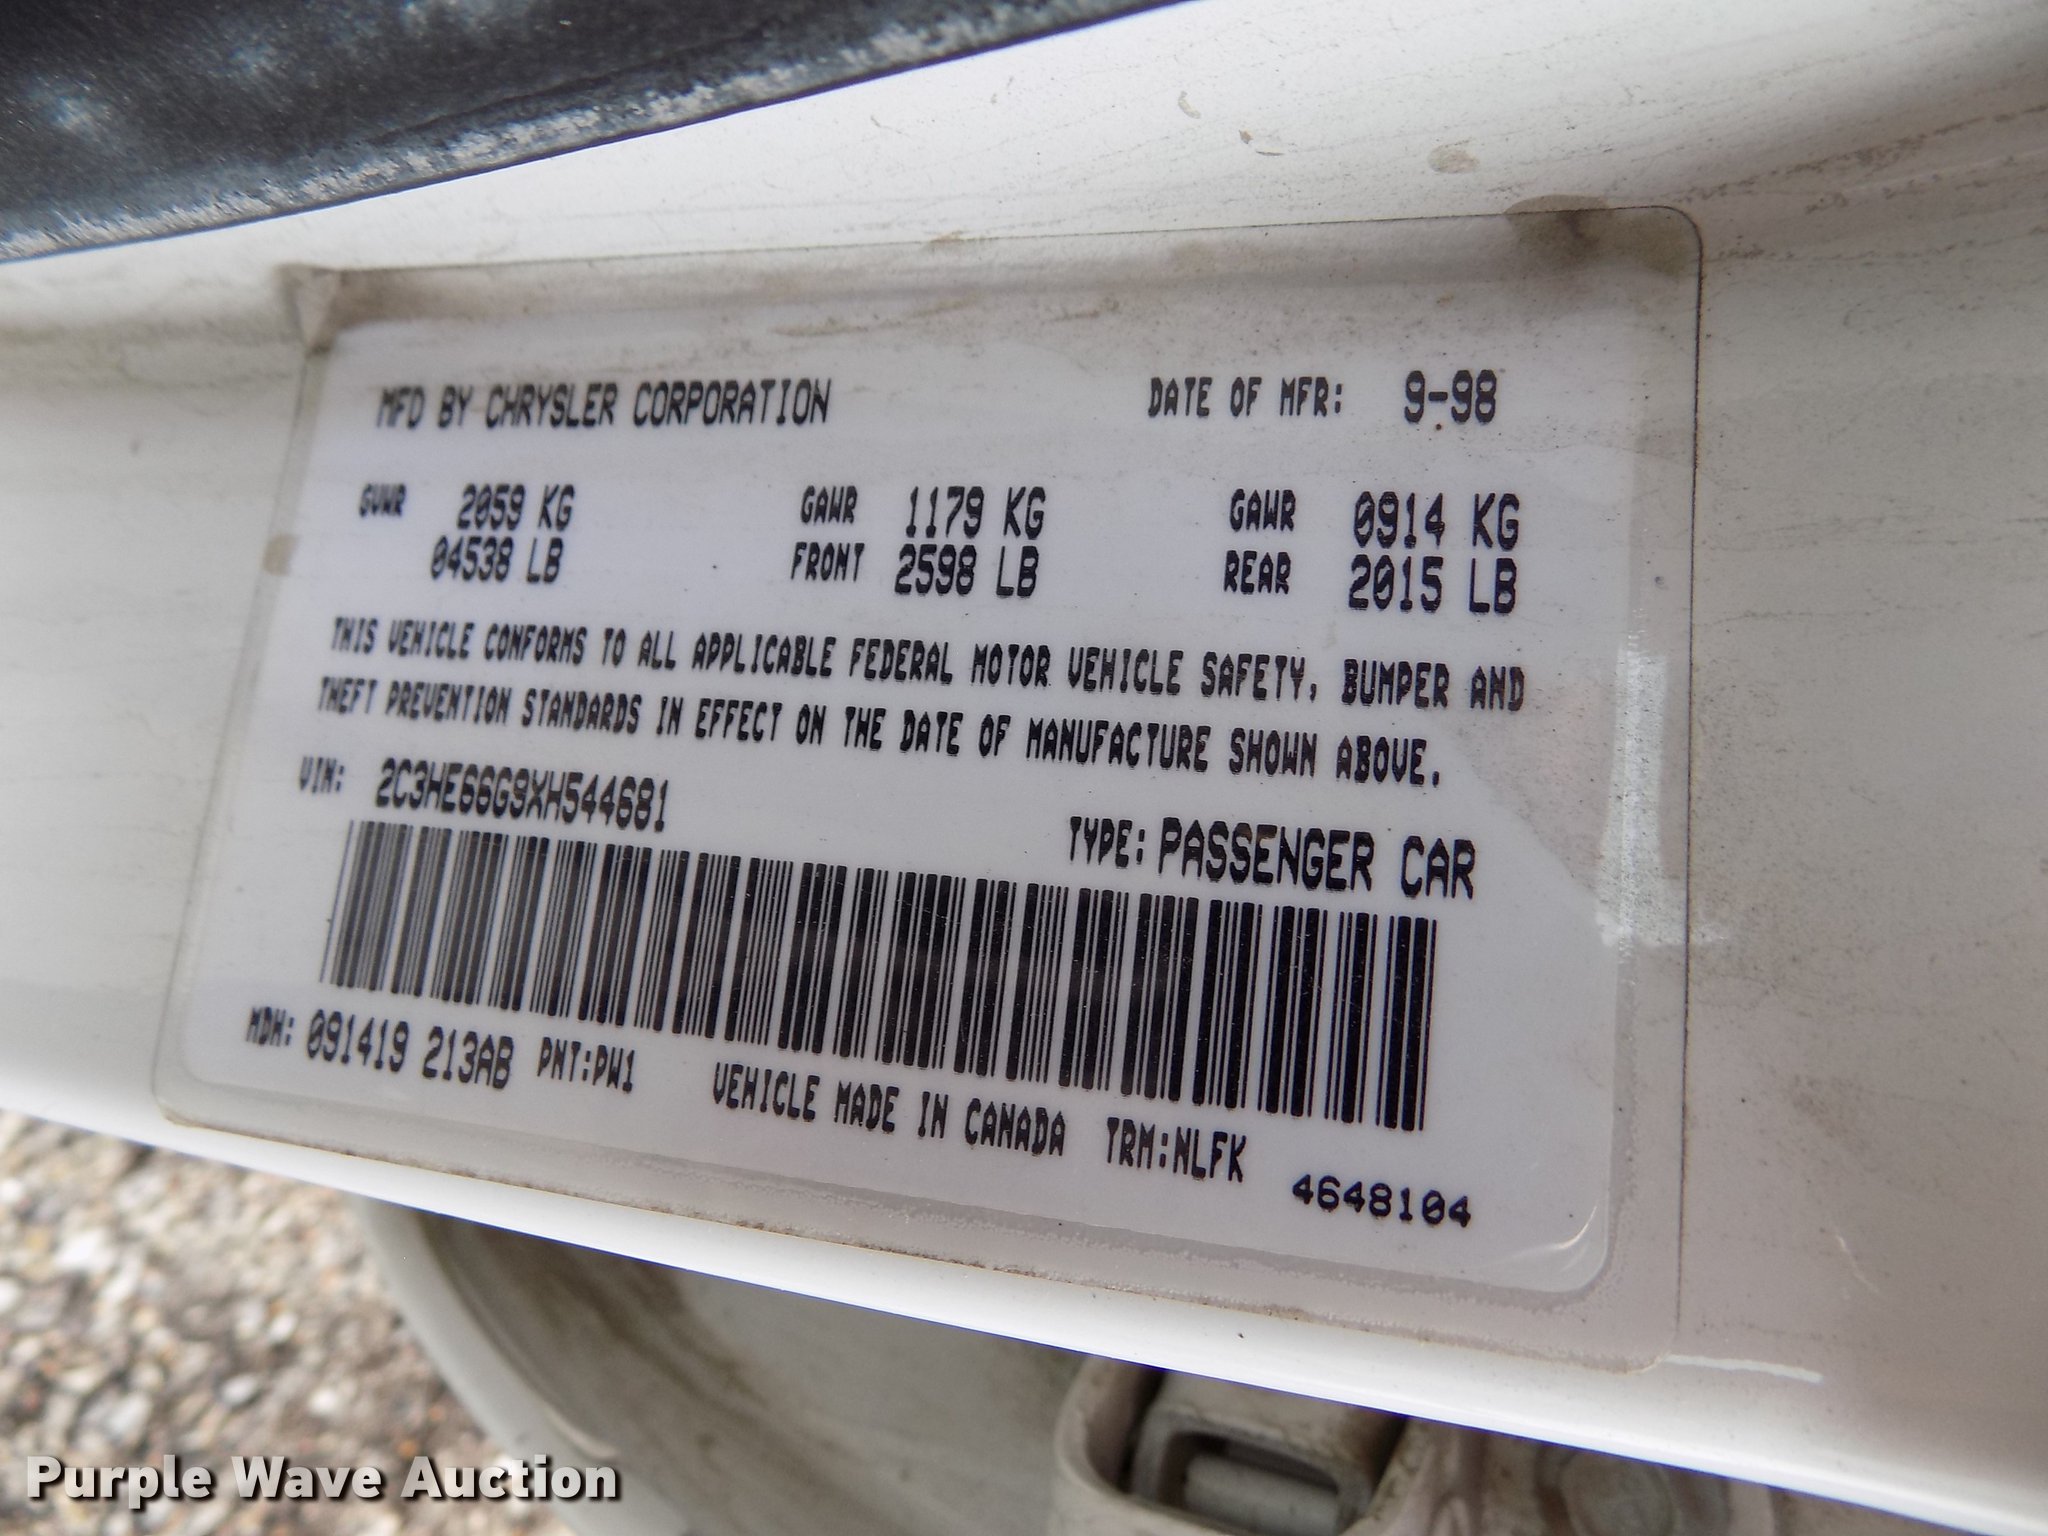 MFD BY CHRYSLER CORPORATION DATE OF MFR: 9-98
GVWR 2059 KG GAWR 1179 KG GAWR 0914 KG
04538 LB FRONT 2598 LB REAR 2015 LB
THIS VEHICLE CONFORMS TO ALL APPLICABLE FEDERAL MOTOR VEHICLE SAFETY, BUMPER AND
THEFT PREVENTION STANDARDS IN EFFECT ON THE DATE OF MANUFACTURE SHOWN ABOVE.
VIN: 2C3HE66G9XH544681
TYPE: PASSENGER CAR
MDH: 091419 213AB PNT:PW1 VEHICLE MADE IN CANADA TRM:NLFK
4648104
Purple Wave Auction